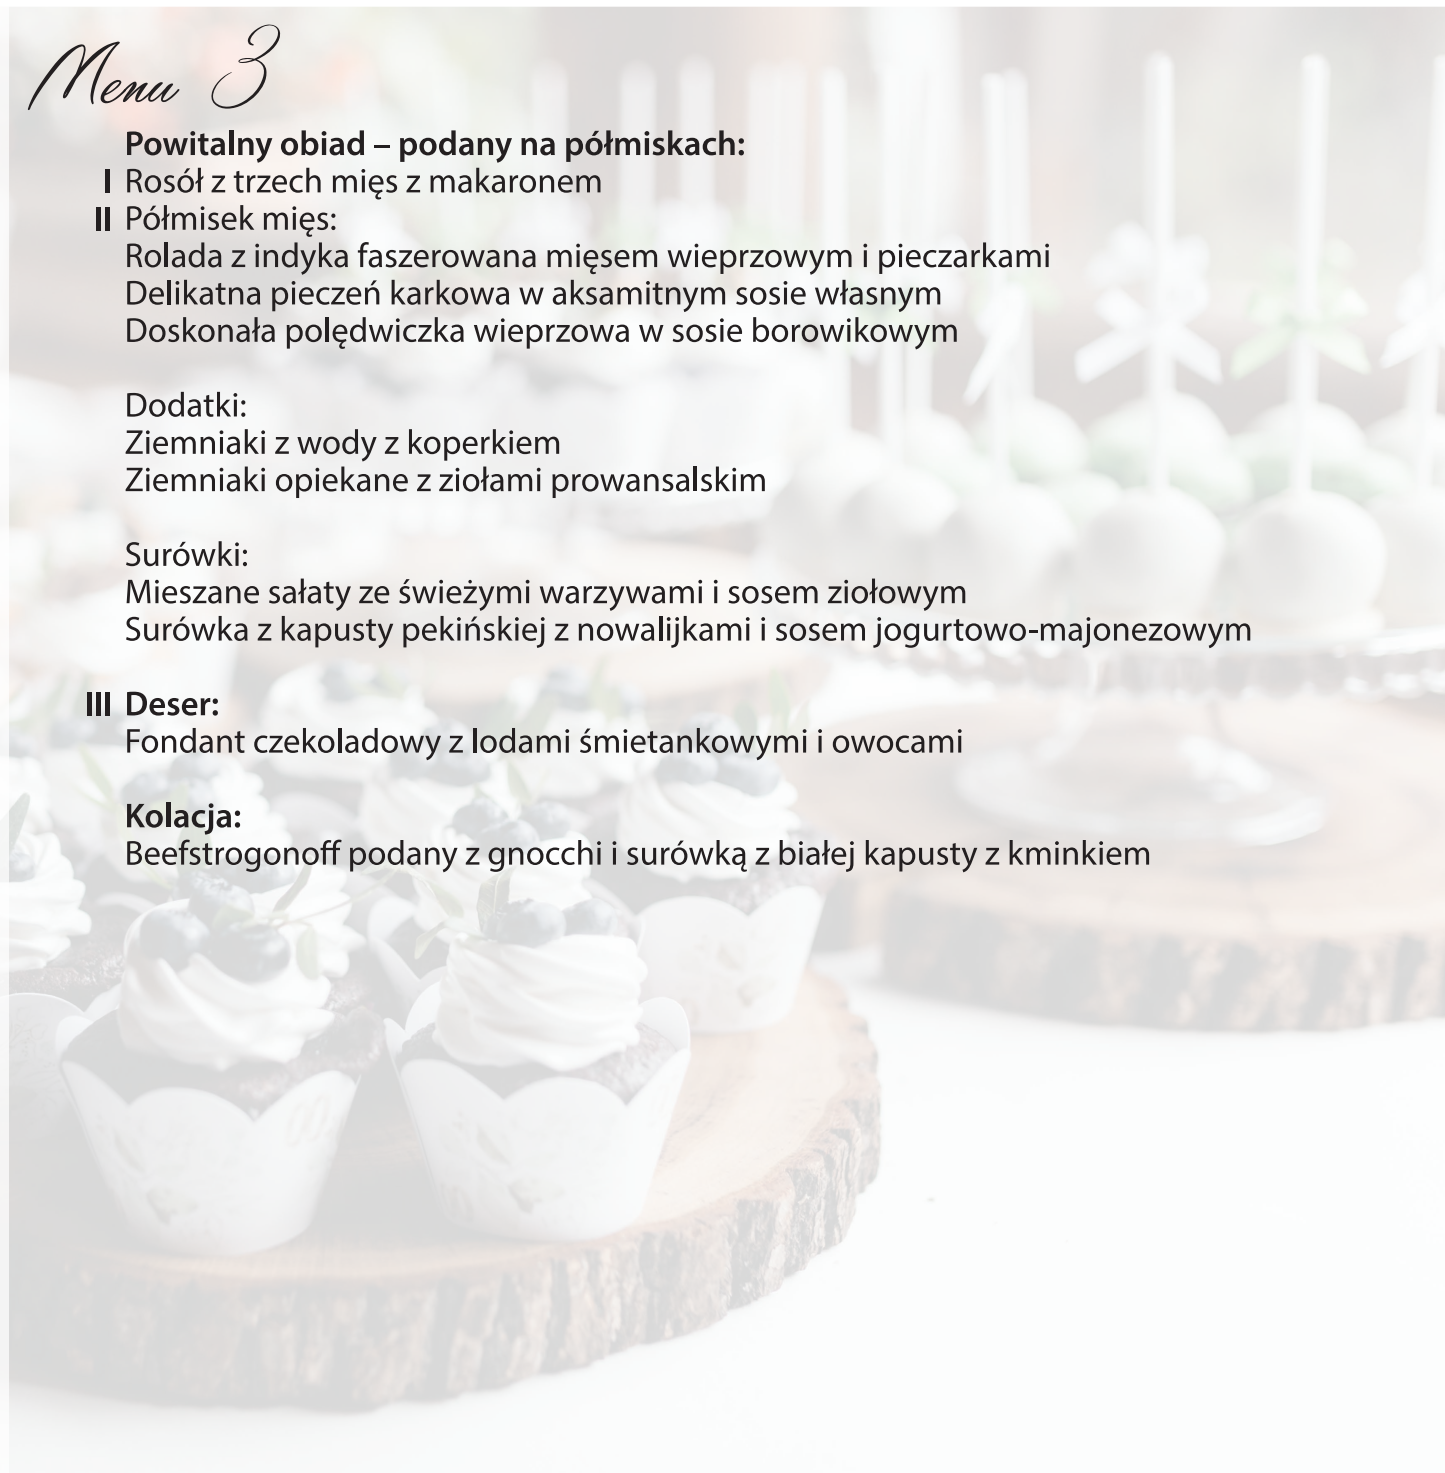 Menu 3
Powitalny obiad – podany na półmiskach:
I Rosół z trzech mięs z makaronem
II Półmisek mięs:
Rolada z indyka faszerowana mięsem wieprzowym i pieczarkami
Delikatna pieczeń karkowa w aksamitnym sosie własnym
Doskonała polędwiczka wieprzowa w sosie borowikowym
Dodatki:
Ziemniaki z wody z koperkiem
Ziemniaki opiekane z ziołami prowansalskim
Surówki:
Mieszane sałaty ze świeżymi warzywami i sosem ziołowym
Surówka z kapusty pekińskiej z nowalijkami i sosem jogurtowo-majonezowym
III Deser:
Fondant czekoladowy z lodami śmietankowymi i owocami
Kolacja:
Beefstrogonoff podany z gnocchi i surówką z białej kapusty z kminkiem